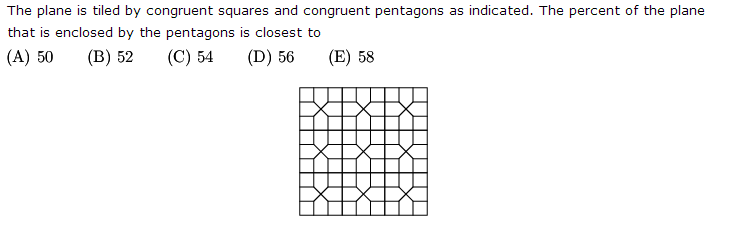 The plane is tiled by congruent squares and congruent pentagons as indicated. The percent of the plane
that is enclosed by the pentagons is closest to
(A) 50 (B) 52 (C) 54 (D) 56 (E) 58